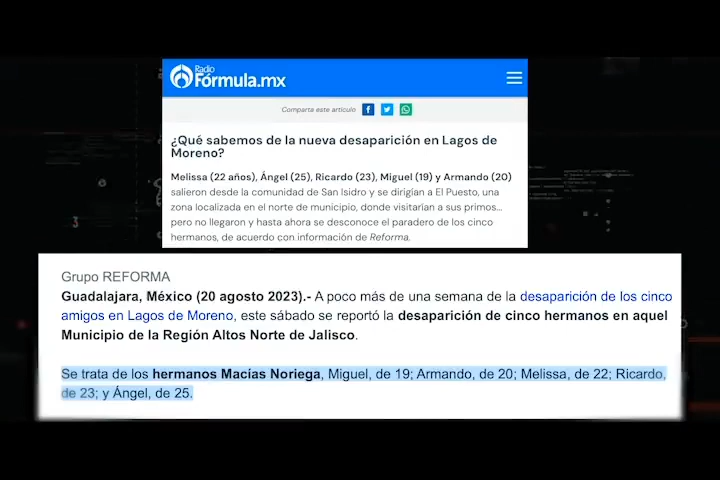 Radio
Fórmula.mx
Comparta este artículo
¿Qué sabemos de la nueva desaparición en Lagos de
Moreno?
Melissa (22 años), Ángel (25), Ricardo (23), Miguel (19) y Armando (20)
salieron desde la comunidad de San Isidro y se dirigían a El Puesto, una
zona localizada en el norte de municipio, donde visitarían a sus primos...
pero no llegaron y hasta ahora se desconoce el paradero de los cinco
hermanos, de acuerdo con información de Reforma.
Grupo REFORMA
Guadalajara, México (20 agosto 2023).- A poco más de una semana de la desaparición de los cinco
amigos en Lagos de Moreno, este sábado se reportó la desaparición de cinco hermanos en aquel
Municipio de la Región Altos Norte de Jalisco.
Se trata de los hermanos Macías Noriega, Miguel, de 19; Armando, de 20; Melissa, de 22; Ricardo,
de 23; y Ángel, de 25.